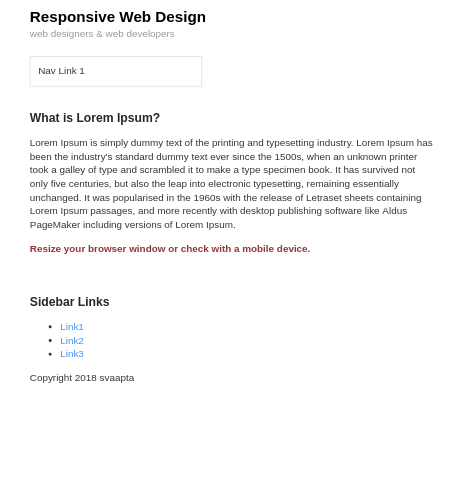 Responsive Web Design
web designers & web developers
Nav Link 1
What is Lorem Ipsum?
Lorem Ipsum is simply dummy text of the printing and typesetting industry. Lorem Ipsum has
been the industry's standard dummy text ever since the 1500s, when an unknown printer
took a galley of type and scrambled it to make a type specimen book. It has survived not
only five centuries, but also the leap into electronic typesetting, remaining essentially
unchanged. It was popularised in the 1960s with the release of Letraset sheets containing
Lorem Ipsum passages, and more recently with desktop publishing software like Aldus
PageMaker including versions of Lorem Ipsum.
Resize your browser window or check with a mobile device.
Sidebar Links
• Link1
• Link2
• Link3
Copyright 2018 svaapta